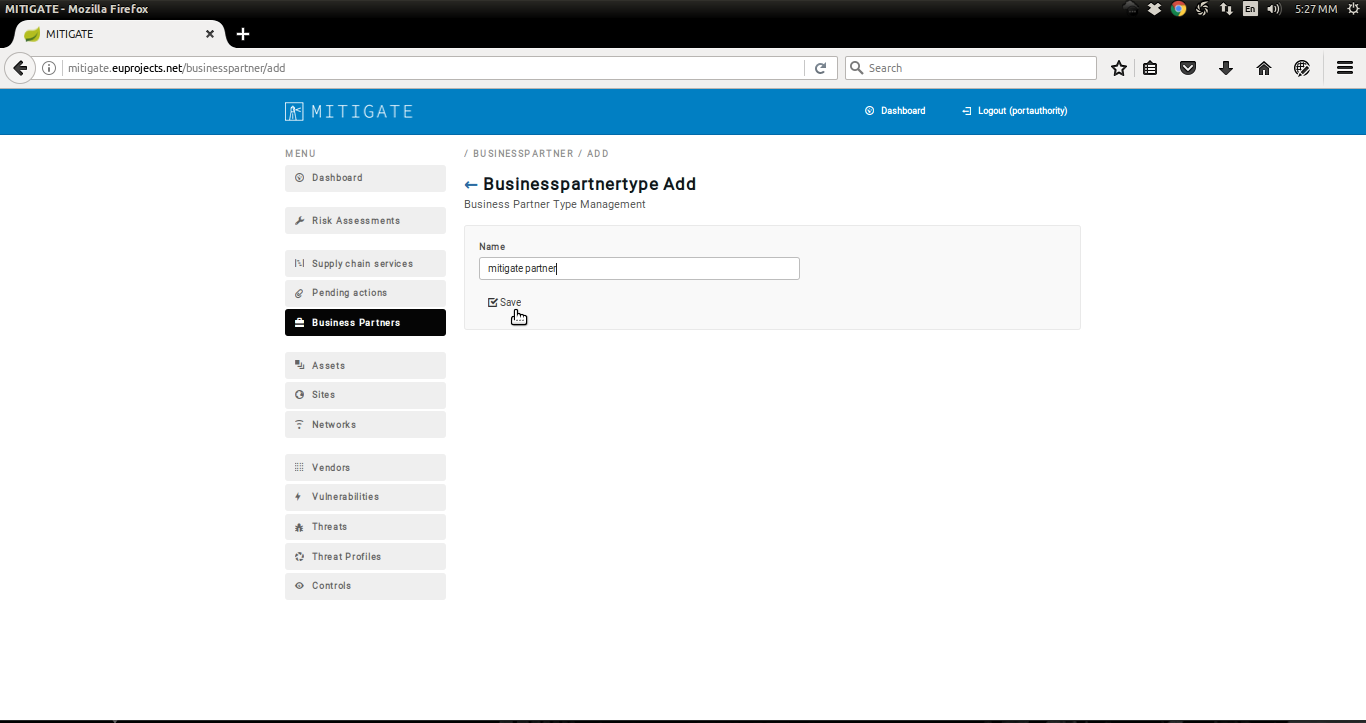 MITIGATE - Mozilla Firefox
En
5:27 ΜΜ
MITIGATE
mitigate.euprojects.net/businesspartner/add
Search
MITIGATE
Dashboard
Logout (portauthority)
MENU
Dashboard
Risk Assessments
Supply chain services
Pending actions
Business Partners
Assets
Sites
Networks
Vendors
Vulnerabilities
Threats
Threat Profiles
Controls
/ BUSINESSPARTNER / ADD
← Businesspartnertype Add
Business Partner Type Management
Name
mitigate partner
Save